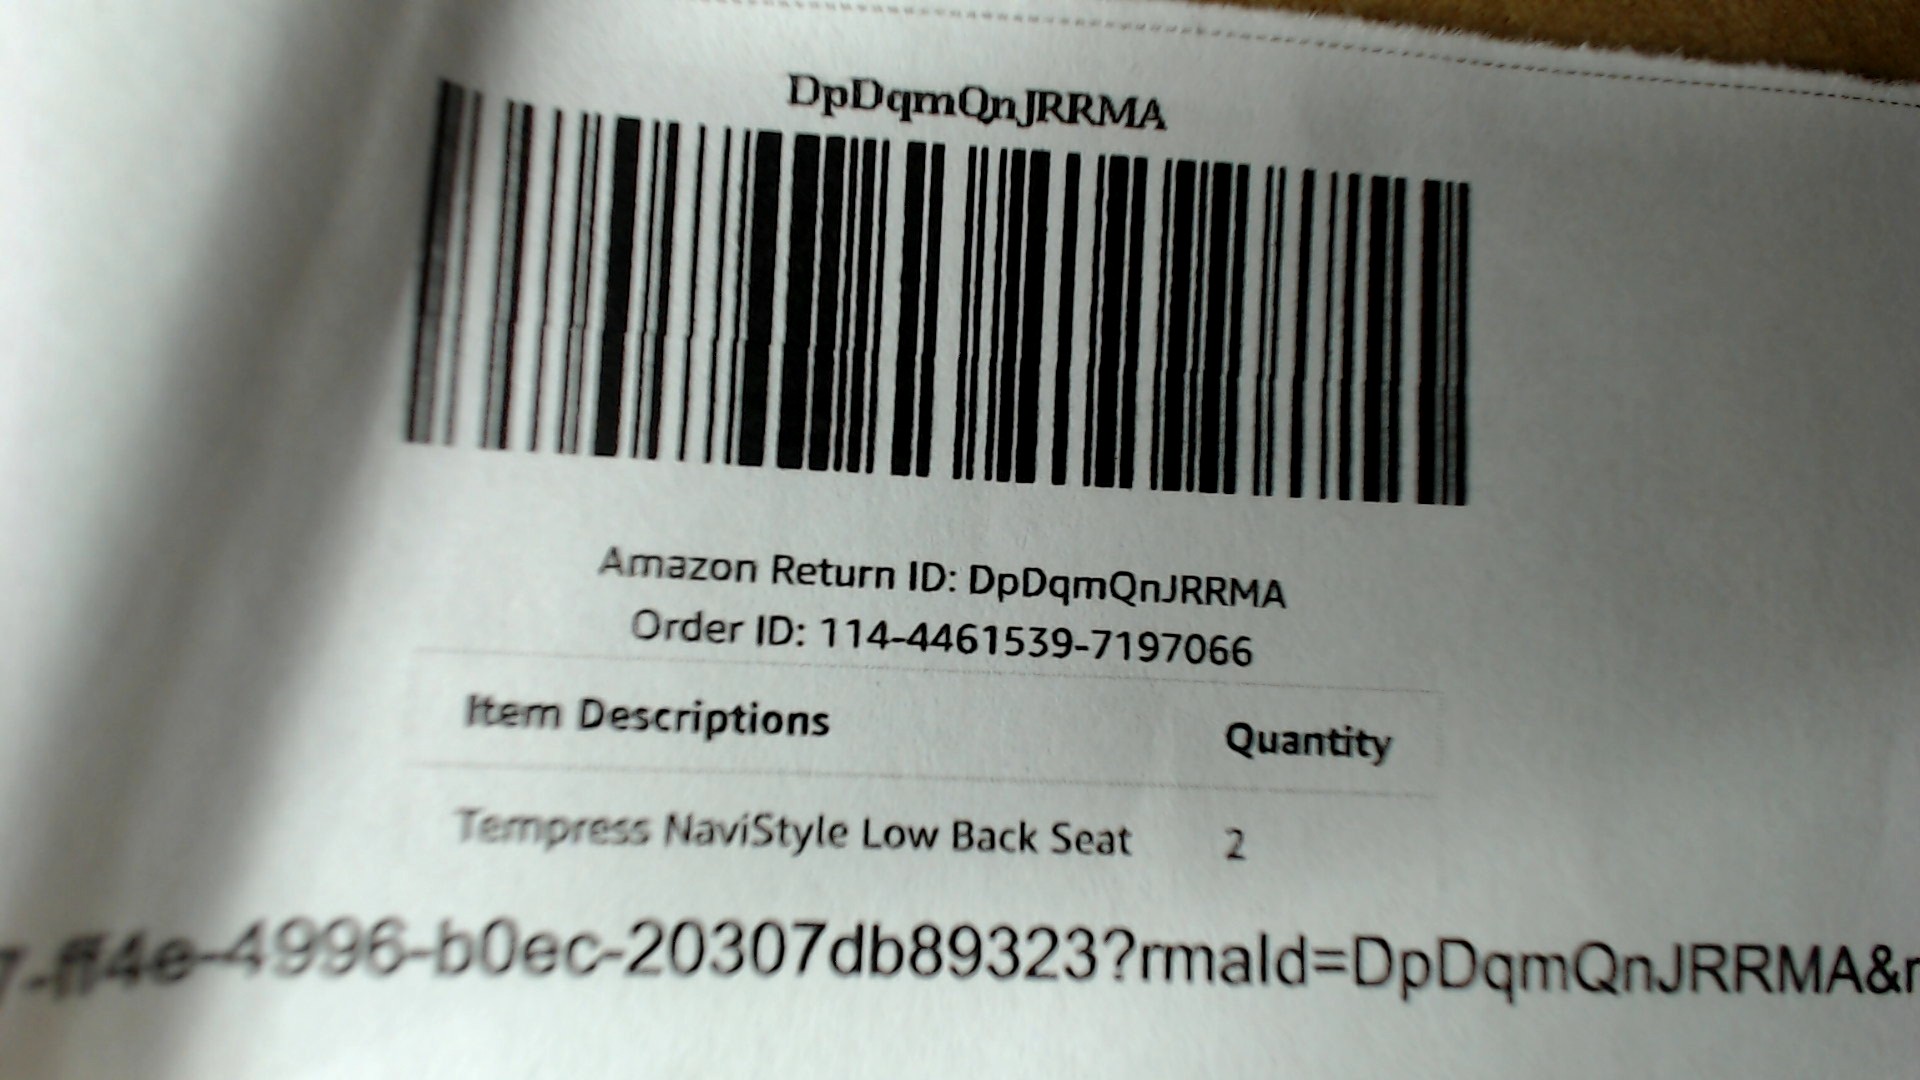 DpDqmQnJRRMA
Amazon Return ID: DpDqmQnJRRMA
Order ID: 114-4461539-7197066
Item Descriptions Quantity
Tempress NaviStyle Low Back Seat 2
-ff4e-4996-b0ec-20307db89323?rmaId=DpDqmQnJRRMA&